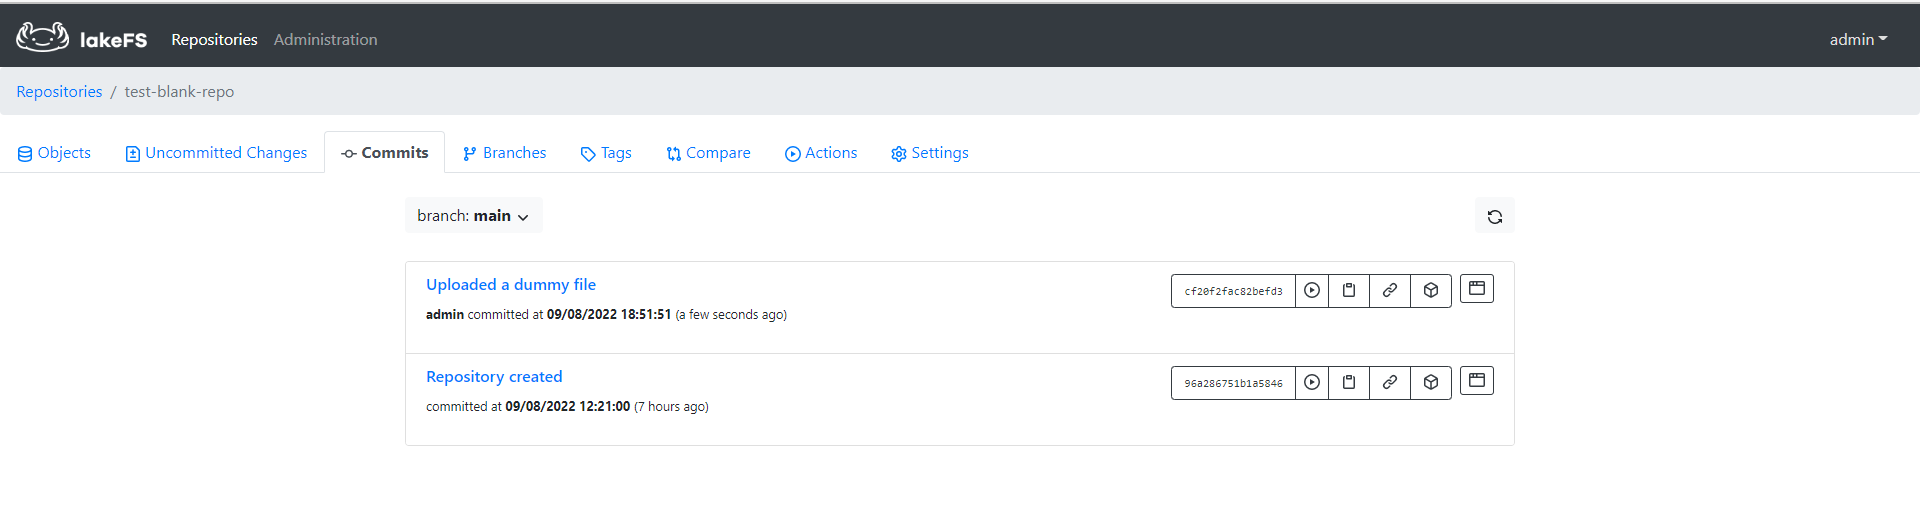 lakeFS Repositories Administration admin
Repositories / test-blank-repo
Objects Uncommitted Changes Commits Branches Tags Compare Actions Settings
branch: main
Uploaded a dummy file cf20f2fac82befd3
admin committed at 09/08/2022 18:51:51 (a few seconds ago)
Repository created 96a286751b1a5846
committed at 09/08/2022 12:21:00 (7 hours ago)